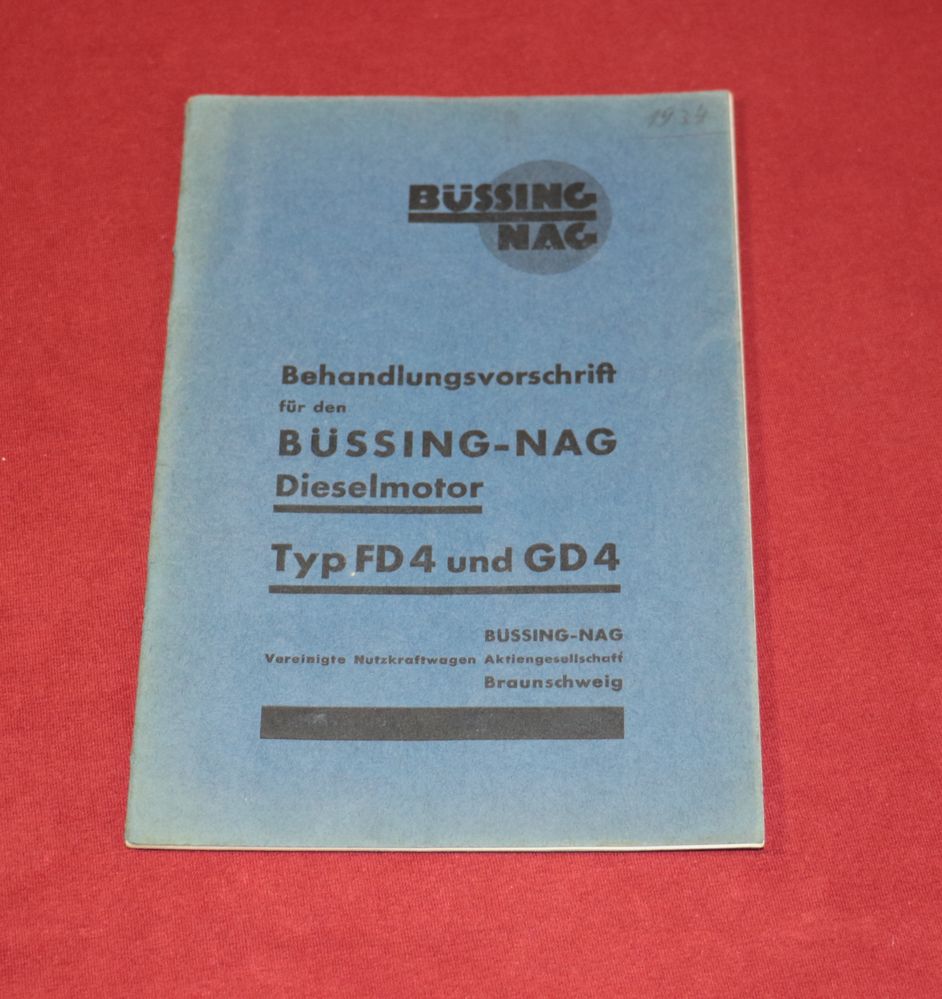 1934
BÜSSING
NAG
Behandlungsvorschrift
für den
BÜSSING-NAG
Dieselmotor
Typ FD4 und GD4
BÜSSING-NAG
Vereinigte Nutzkraftwagen Aktiengesellschaft
Braunschweig